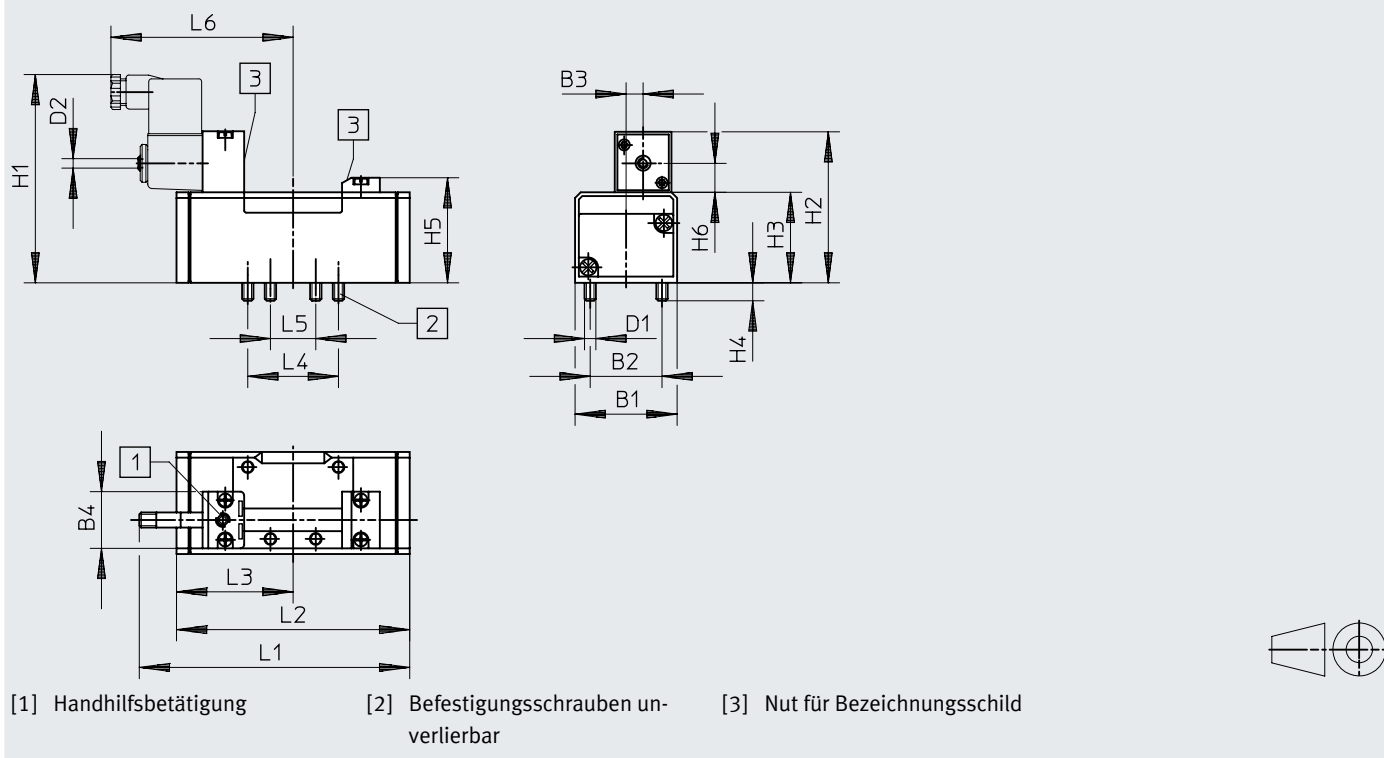 L6
3
B3
D2
3
H1
H5
H6
H3
H2
L5
2
D1
H4
L4
B2
B1
1
B4
L3
L2
L1
[1] Handhilfsbetätigung
[2] Befestigungsschrauben un-
verlierbar
[3] Nut für Bezeichnungsschild